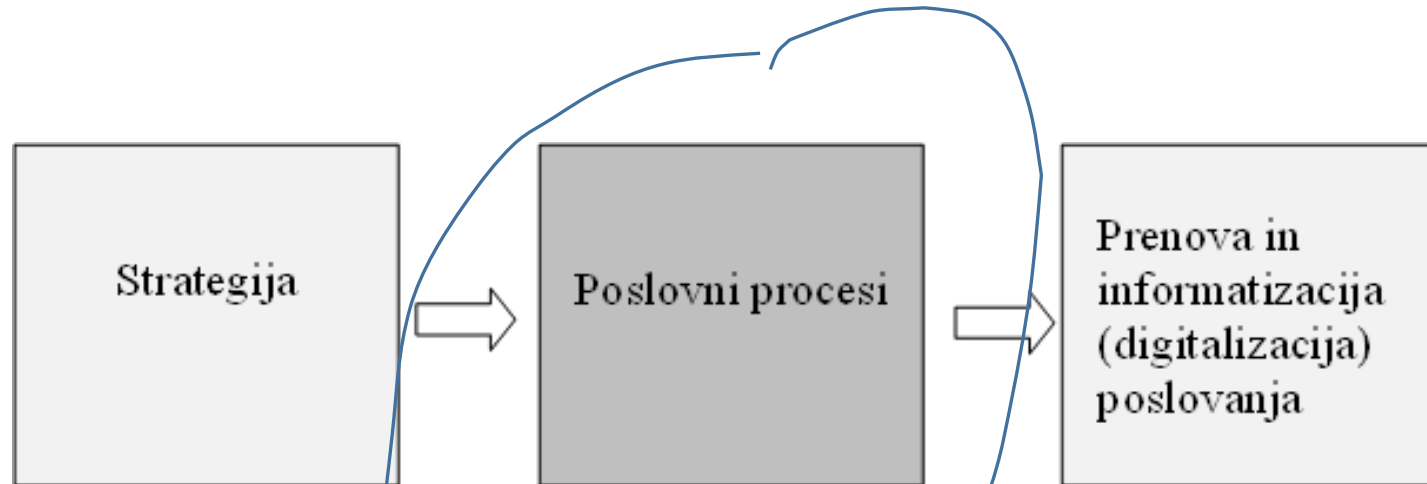 Strategija
Poslovni procesi
Prenova in
informatizacija
(digitalizacija)
poslovanja